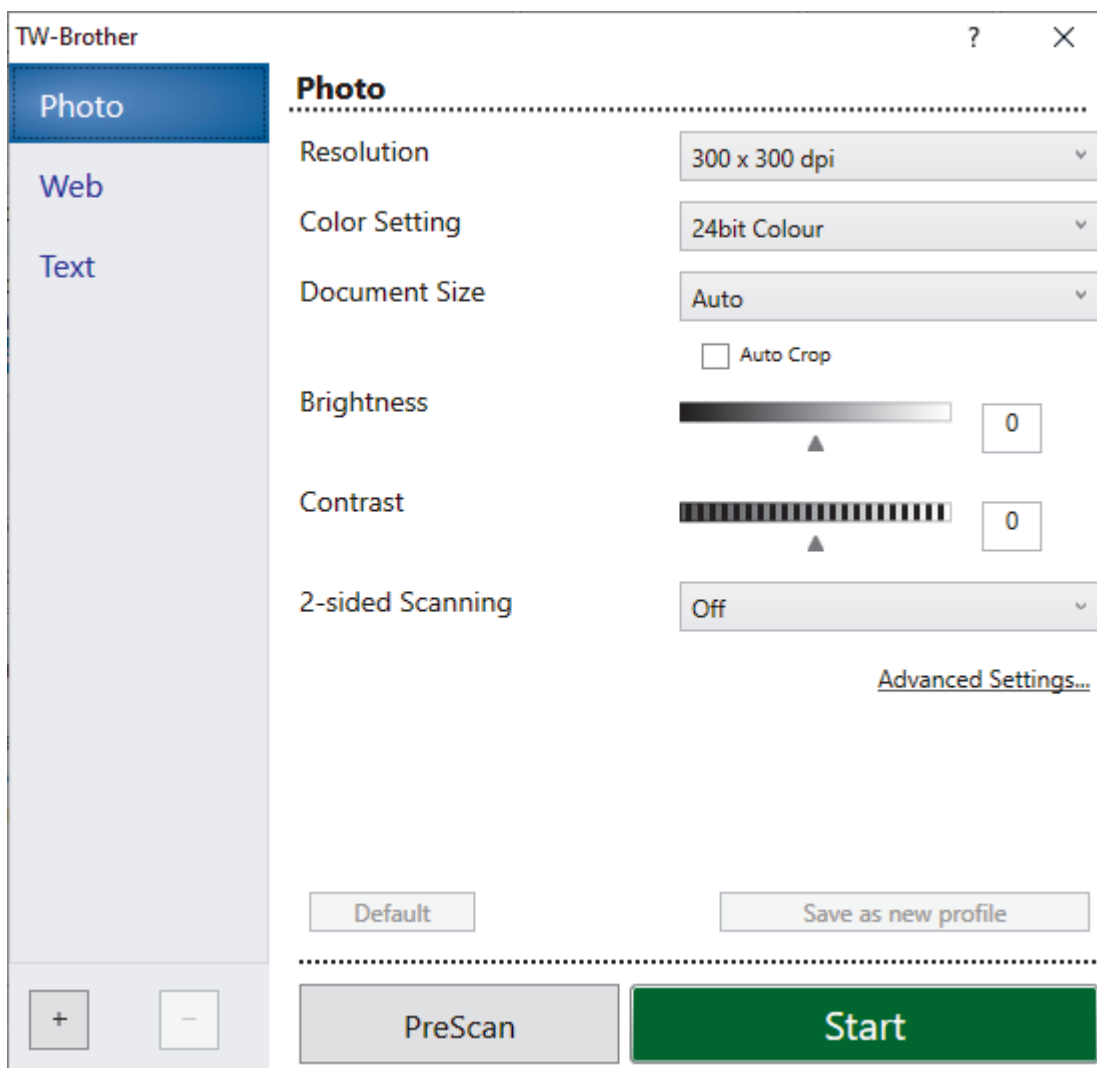 TW-Brother
?
Photo
Web
Text
Photo
Resolution
300 x 300 dpi
Color Setting
24bit Colour
Document Size
Auto
Auto Crop
Brightness
0
Contrast
0
2-sided Scanning
Off
Advanced Settings...
Default
Save as new profile
+
−
PreScan
Start